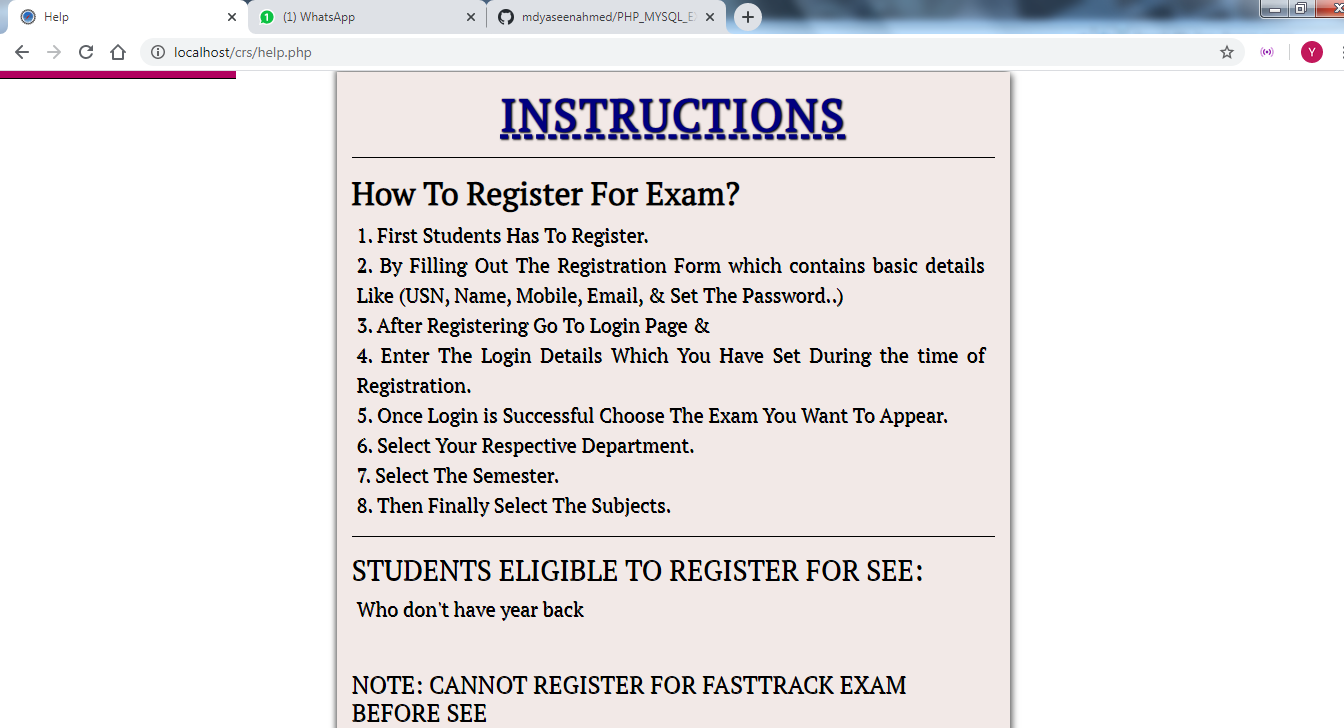 Help
(1) WhatsApp
mdyaseenahmed/PHP_MYSQL_E
localhost/crs/help.php
Y
INSTRUCTIONS
How To Register For Exam?
1. First Students Has To Register.
2. By Filling Out The Registration Form which contains basic details
Like (USN, Name, Mobile, Email, & Set The Password..)
3. After Registering Go To Login Page &
4. Enter The Login Details Which You Have Set During the time of
Registration.
5. Once Login is Successful Choose The Exam You Want To Appear.
6. Select Your Respective Department.
7. Select The Semester.
8. Then Finally Select The Subjects.
STUDENTS ELIGIBLE TO REGISTER FOR SEE:
Who don't have year back
NOTE: CANNOT REGISTER FOR FASTTRACK EXAM
BEFORE SEE